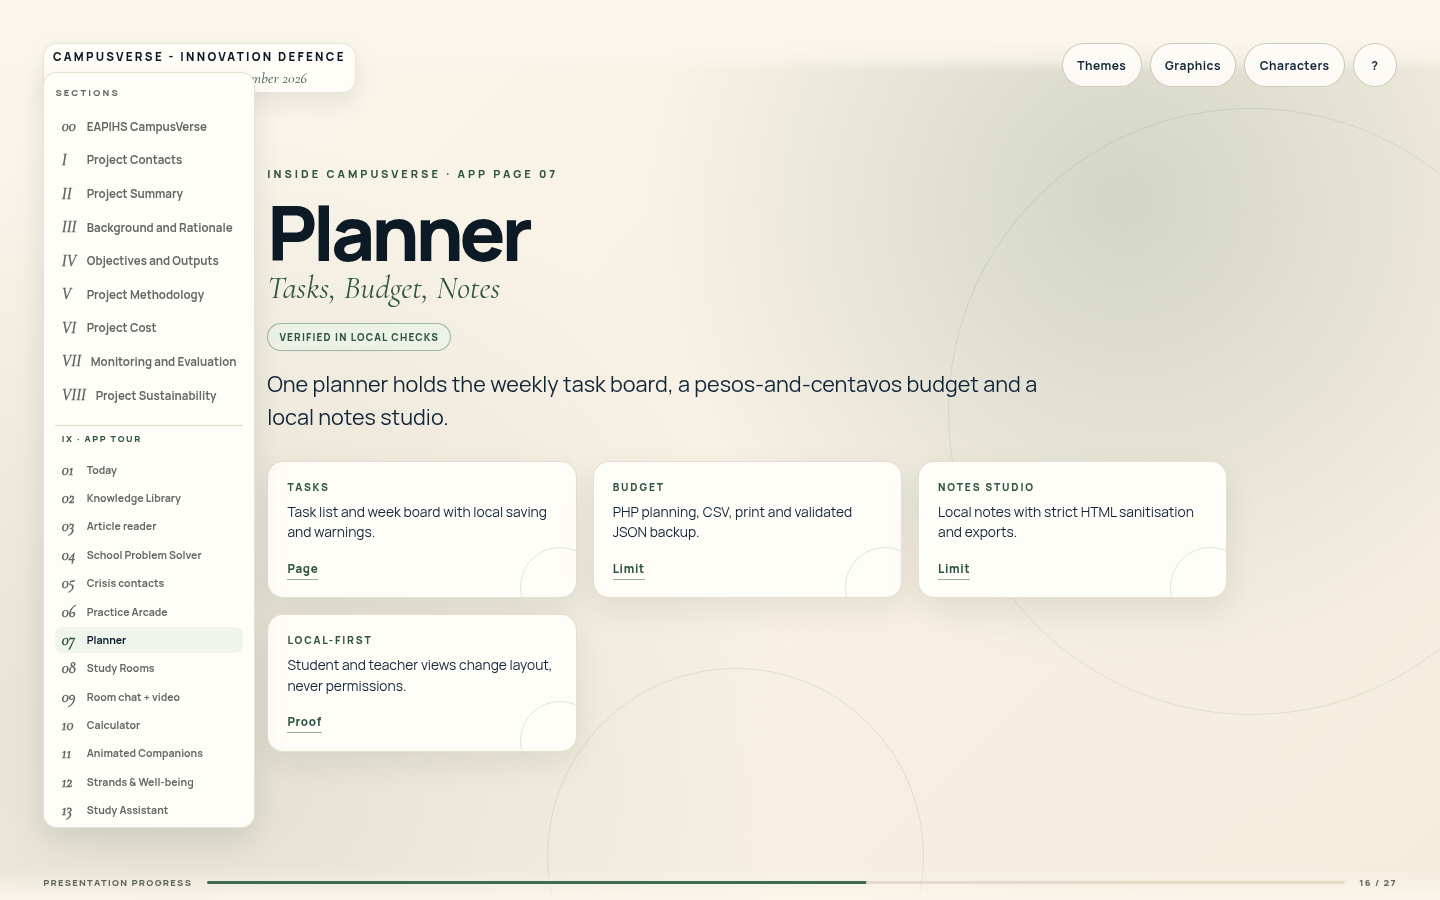 CAMPUSVERSE - INNOVATION DEFENCE
2026
Themes
Graphics
Characters
?
SECTIONS
00 EAPIHS CampusVerse
I Project Contacts
II Project Summary
III Background and Rationale
IV Objectives and Outputs
V Project Methodology
VI Project Cost
VII Monitoring and Evaluation
VIII Project Sustainability
IX · APP TOUR
01 Today
02 Knowledge Library
03 Article reader
04 School Problem Solver
05 Crisis contacts
06 Practice Arcade
07 Planner
08 Study Rooms
09 Room chat + video
10 Calculator
11 Animated Companions
12 Strands & Well-being
13 Study Assistant
INSIDE CAMPUSVERSE · APP PAGE 07
Planner
Tasks, Budget, Notes
VERIFIED IN LOCAL CHECKS
One planner holds the weekly task board, a pesos-and-centavos budget and a
local notes studio.
TASKS
Task list and week board with local saving
and warnings.
Page
BUDGET
PHP planning, CSV, print and validated
JSON backup.
Limit
NOTES STUDIO
Local notes with strict HTML sanitisation
and exports.
Limit
LOCAL-FIRST
Student and teacher views change layout,
never permissions.
Proof
PRESENTATION PROGRESS
16 / 27